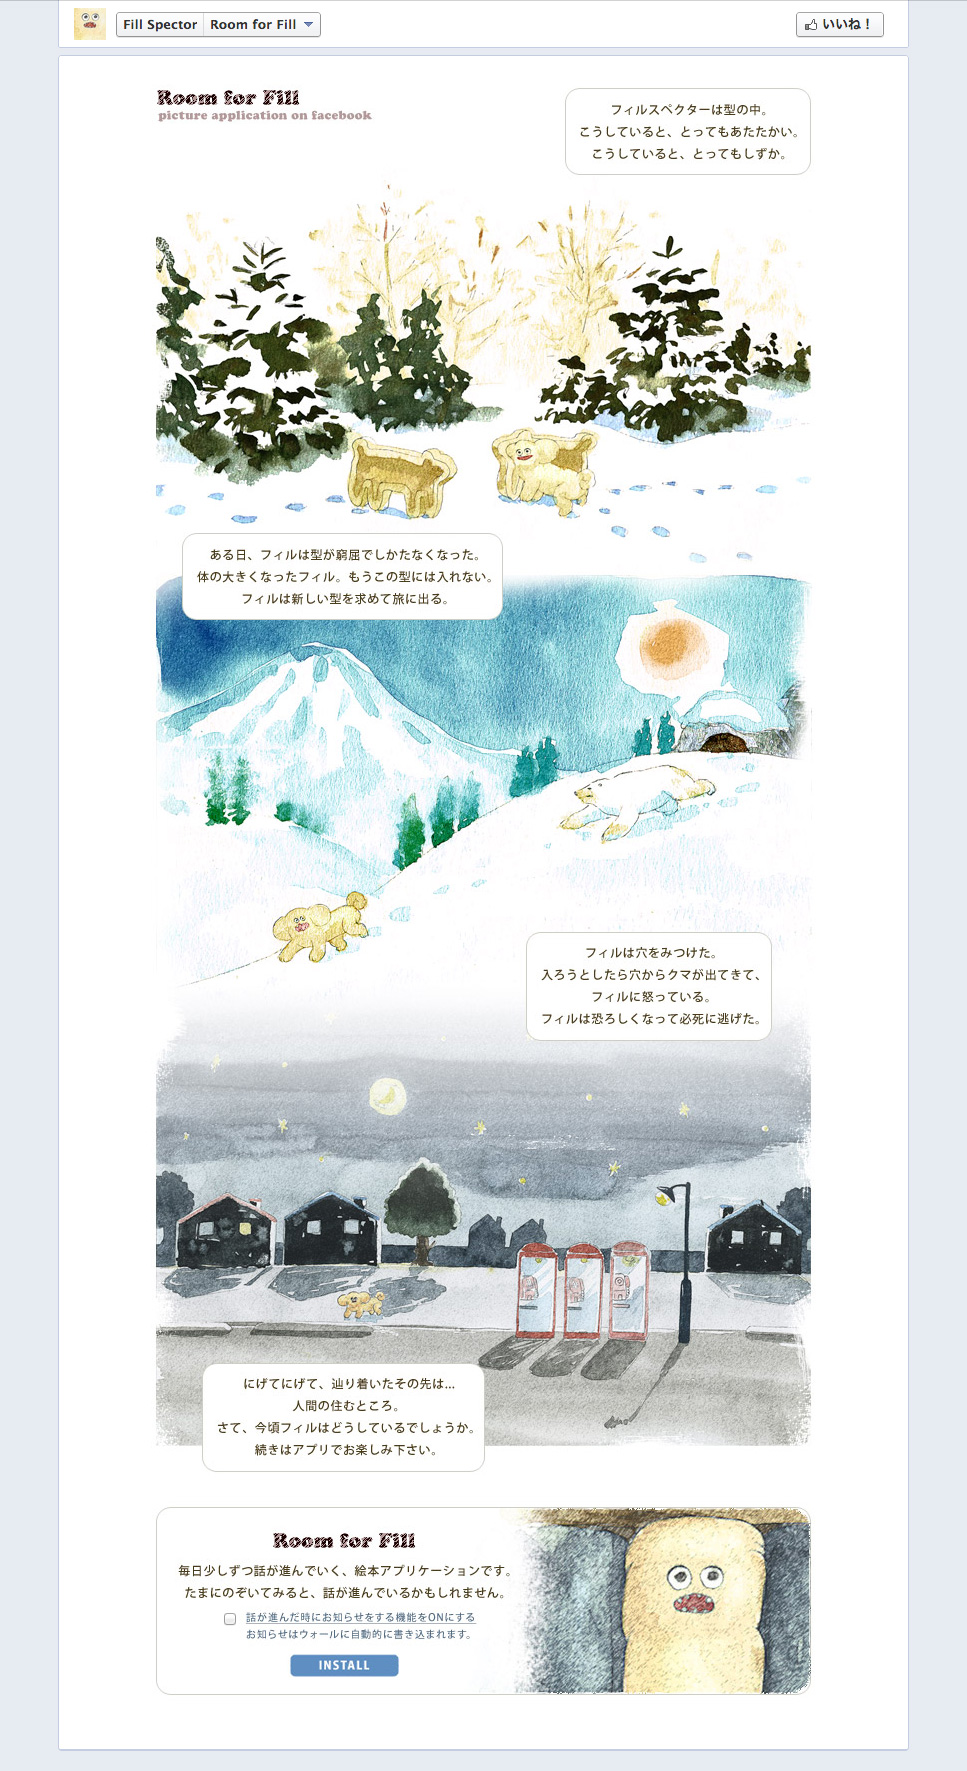 Fill Spector Room for Fill
いいね！
Room for Fill
picture application on facebook
フィルスペクターは型の中。
こうしていると、とってもあたたかい。
こうしていると、とってもしずか。
ある日、フィルは型が窮屈でしかたなくなった。
体の大きくなったフィル。もうこの型には入れない。
フィルは新しい型を求めて旅に出る。
フィルは穴をみつけた。
入ろうとしたら穴からクマが出てきて、
フィルに怒っている。
フィルは恐ろしくなって必死に逃げた。
にげてにげて、辿り着いたその先は...
人間の住むところ。
さて、今頃フィルはどうしているでしょうか。
続きはアプリでお楽しみ下さい。
Room for Fill
毎日少しずつ話が進んでいく、絵本アプリケーションです。
たまにのぞいてみると、話が進んでいるかもしれません。
話が進んだ時にお知らせをする機能をONにする
お知らせはウォールに自動的に書き込まれます。
INSTALL